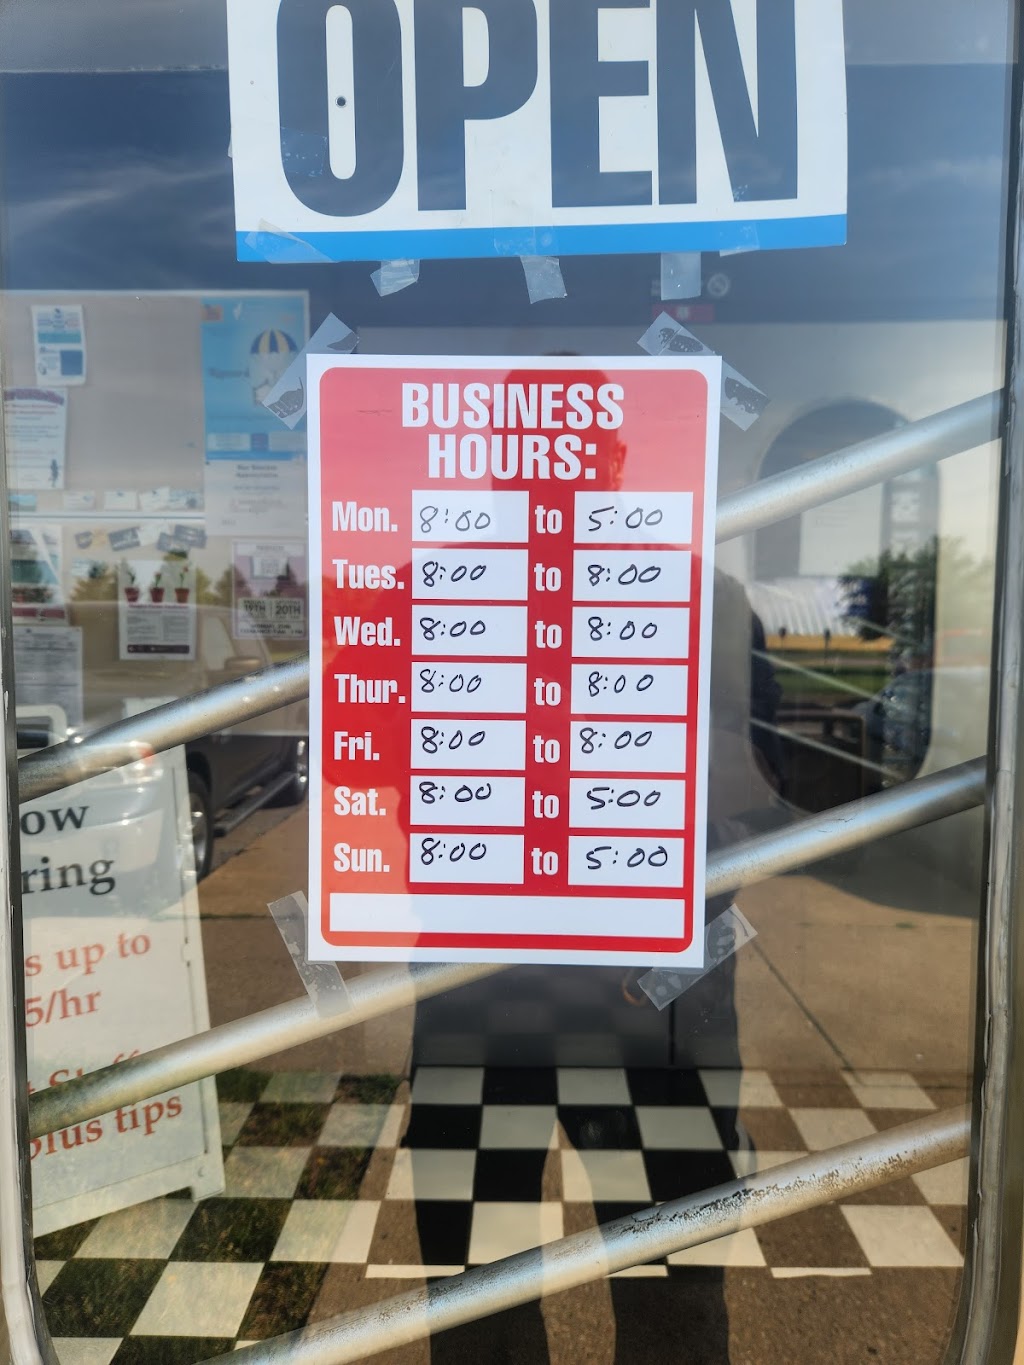 OPEN
BUSINESS
HOURS:
Mon. 8:00 to 5:00
Tues. 8:00 to 8:00
Wed. 8:00 to 8:00
Thur. 8:00 to 8:00
Fri. 8:00 to 8:00
Sat. 8:00 to 5:00
Sun. 8:00 to 5:00
19TH 20TH
ow
ring
s up to
5/hr
plus tips